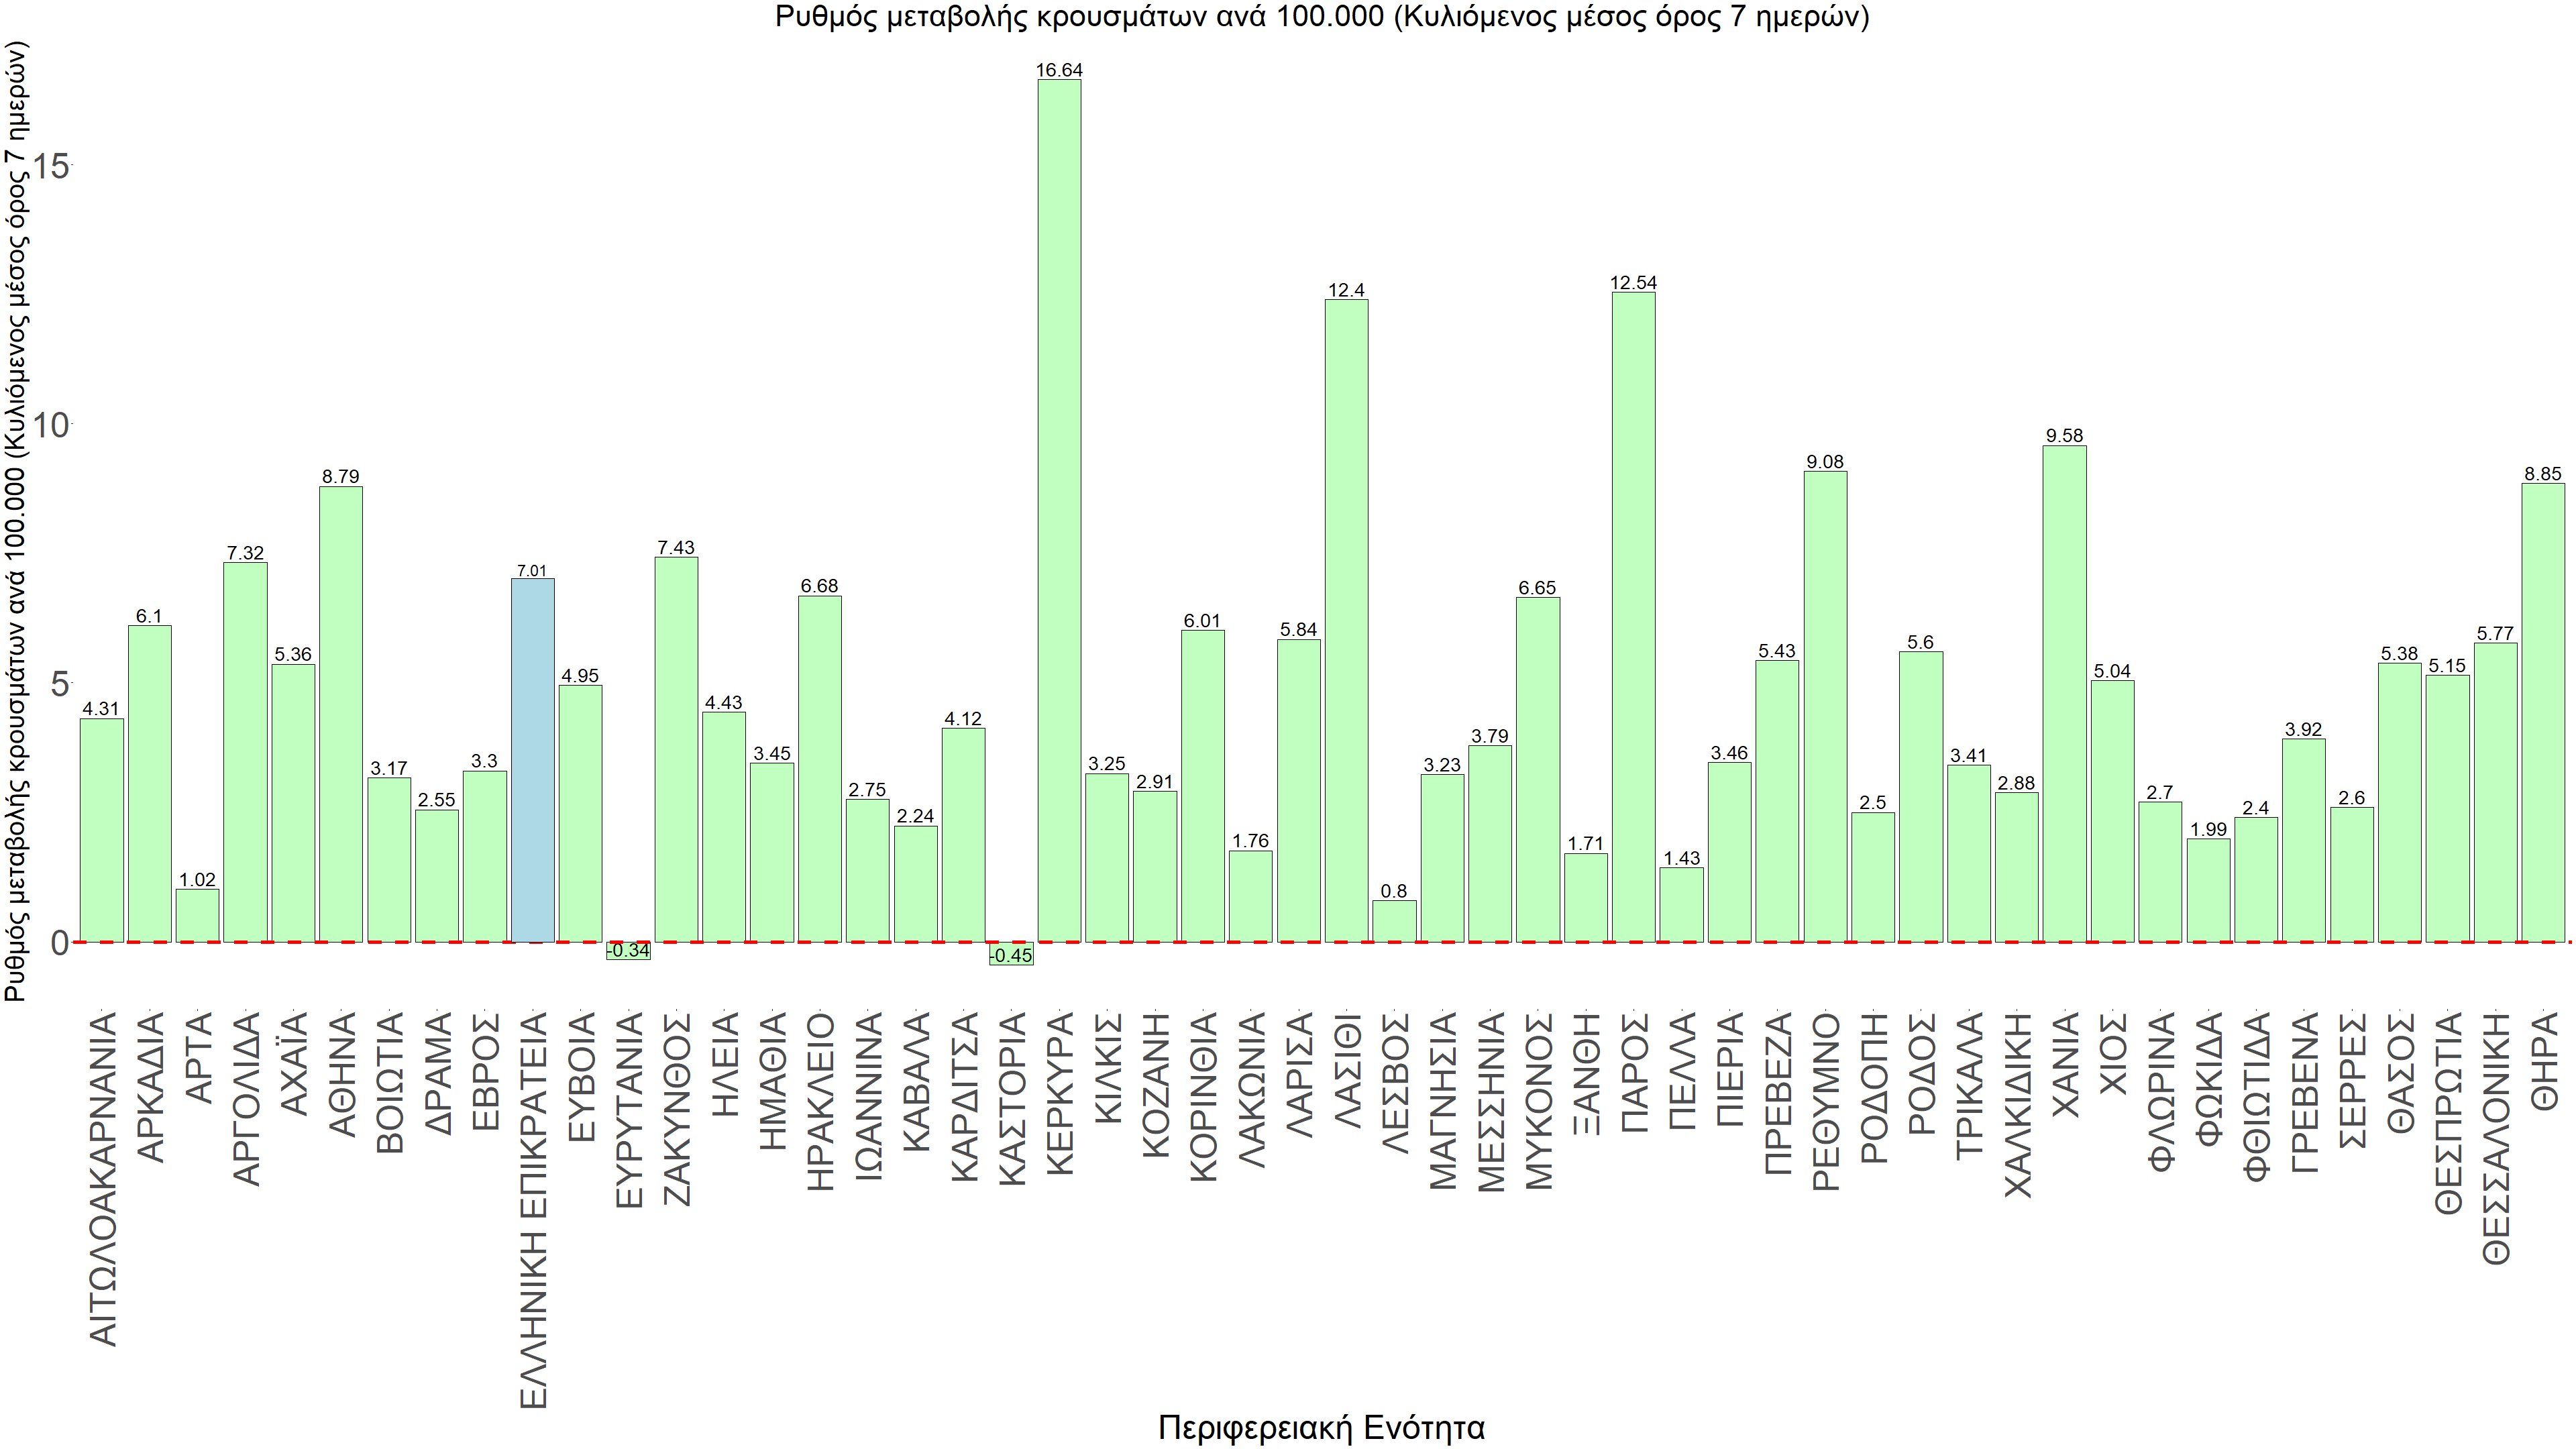 Ρυθμός μεταβολής κρουσμάτων ανά 100.000 (Κυλιόμενος μέσος όρος 7 ημερών)
Ρυθμός μεταβολής κρουσμάτων ανά 100.000 (Κυλιόμενος μέσος όρος 7 ημερών)
15
10
5
0
4.31
6.1
1.02
7.32
5.36
8.79
3.17
2.55
3.3
7.01
4.95
-0.34
7.43
4.43
3.45
6.68
2.75
2.24
4.12
-0.45
16.64
3.25
2.91
6.01
1.76
5.84
12.4
0.8
3.23
3.79
6.65
1.71
12.54
1.43
3.46
5.43
9.08
2.5
5.6
3.41
2.88
9.58
5.04
2.7
1.99
2.4
3.92
2.6
5.38
5.15
5.77
8.85
ΑΙΤΩΛΟΑΚΑΡΝΑΝΙΑ
ΑΡΚΑΔΙΑ
ΑΡΤΑ
ΑΡΓΟΛΙΔΑ
ΑΧΑΪΑ
ΑΘΗΝΑ
ΒΟΙΩΤΙΑ
ΔΡΑΜΑ
ΕΒΡΟΣ
ΕΛΛΗΝΙΚΗ ΕΠΙΚΡΑΤΕΙΑ
ΕΥΒΟΙΑ
ΕΥΡΥΤΑΝΙΑ
ΖΑΚΥΝΘΟΣ
ΗΛΕΙΑ
ΗΜΑΘΙΑ
ΗΡΑΚΛΕΙΟ
ΙΩΑΝΝΙΝΑ
ΚΑΒΑΛΑ
ΚΑΡΔΙΤΣΑ
ΚΑΣΤΟΡΙΑ
ΚΕΡΚΥΡΑ
ΚΙΛΚΙΣ
ΚΟΖΑΝΗ
ΚΟΡΙΝΘΙΑ
ΛΑΚΩΝΙΑ
ΛΑΡΙΣΑ
ΛΑΣΙΘΙ
ΛΕΣΒΟΣ
ΜΑΓΝΗΣΙΑ
ΜΕΣΣΗΝΙΑ
ΜΥΚΟΝΟΣ
ΞΑΝΘΗ
ΠΑΡΟΣ
ΠΕΛΛΑ
ΠΙΕΡΙΑ
ΠΡΕΒΕΖΑ
ΡΕΘΥΜΝΟ
ΡΟΔΟΠΗ
ΡΟΔΟΣ
ΤΡΙΚΑΛΑ
ΧΑΛΚΙΔΙΚΗ
ΧΑΝΙΑ
ΧΙΟΣ
ΦΛΩΡΙΝΑ
ΦΩΚΙΔΑ
ΦΘΙΩΤΙΔΑ
ΓΡΕΒΕΝΑ
ΣΕΡΡΕΣ
ΘΑΣΟΣ
ΘΕΣΠΡΩΤΙΑ
ΘΕΣΣΑΛΟΝΙΚΗ
ΘΗΡΑ
Περιφερειακή Ενότητα